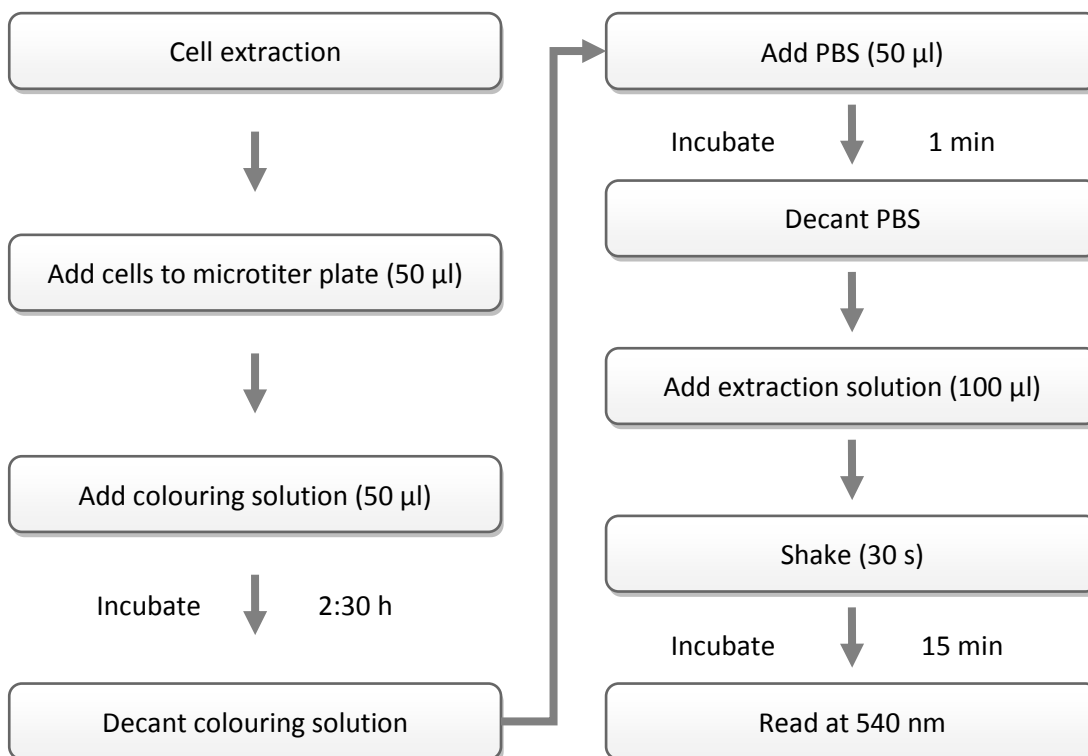 Cell extraction
Add cells to microtiter plate (50 µl)
Add colouring solution (50 µl)
Incubate 2:30 h
Decant colouring solution
Add PBS (50 µl)
Incubate 1 min
Decant PBS
Add extraction solution (100 µl)
Shake (30 s)
Incubate 15 min
Read at 540 nm